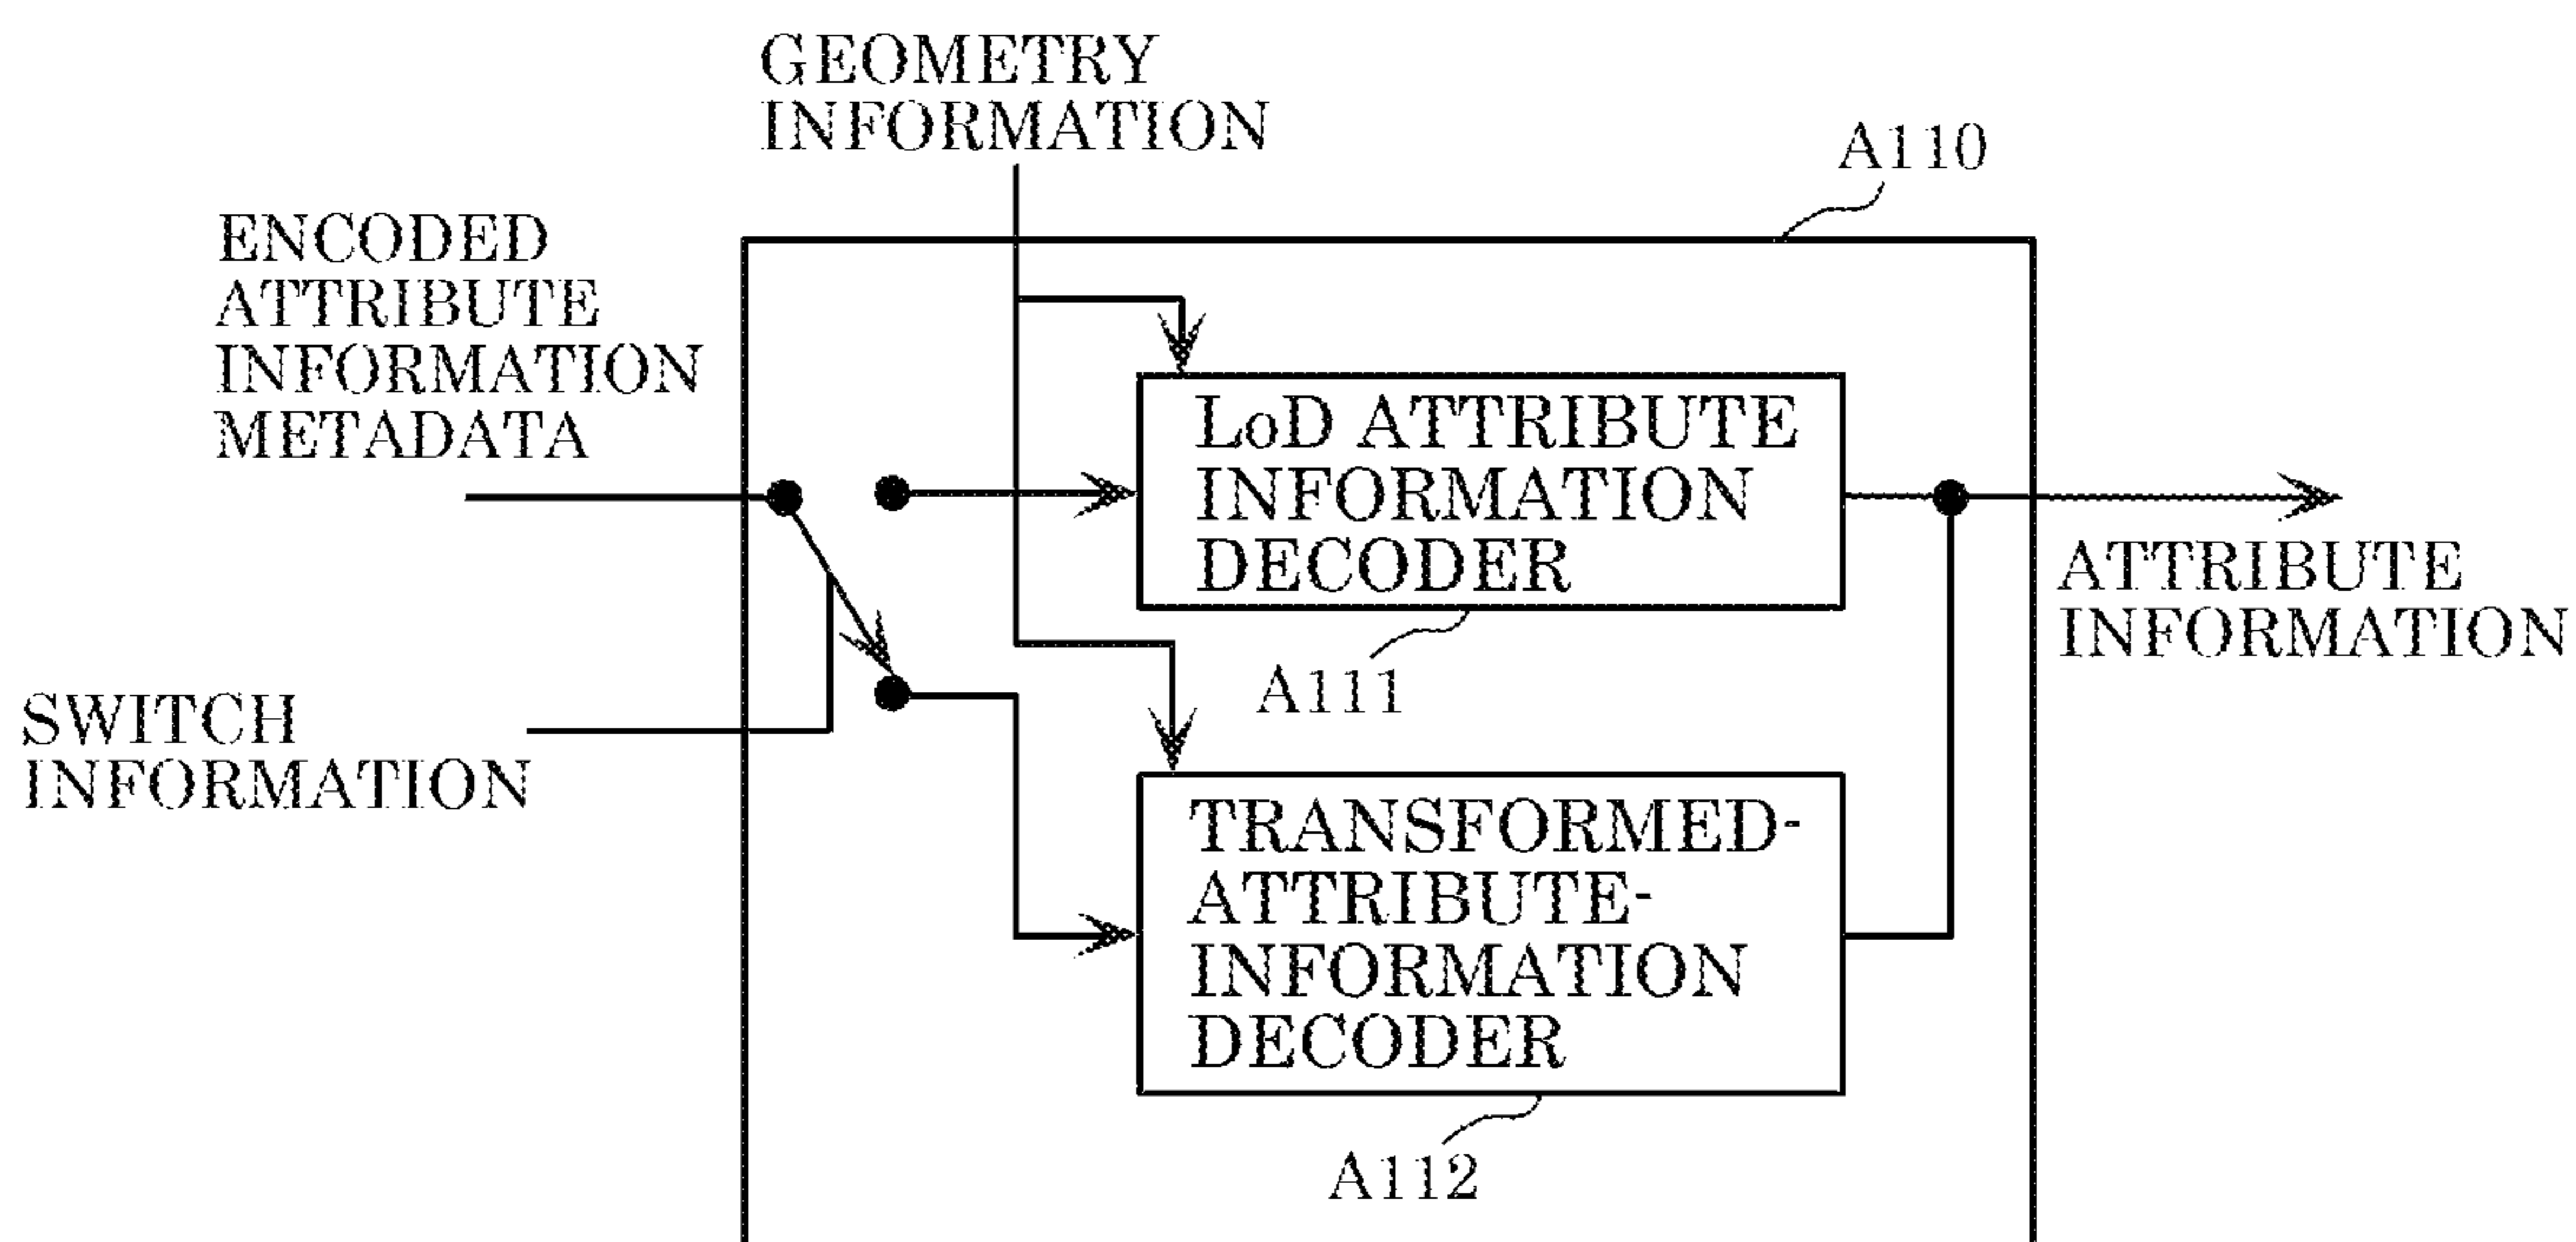 GEOMETRY
INFORMATION
A110
ENCODED
ATTRIBUTE
INFORMATION
METADATA
LoD ATTRIBUTE
INFORMATION
DECODER
ATTRIBUTE
INFORMATION
A111
SWITCH
INFORMATION
TRANSFORMED-
ATTRIBUTE-
INFORMATION
DECODER
A112